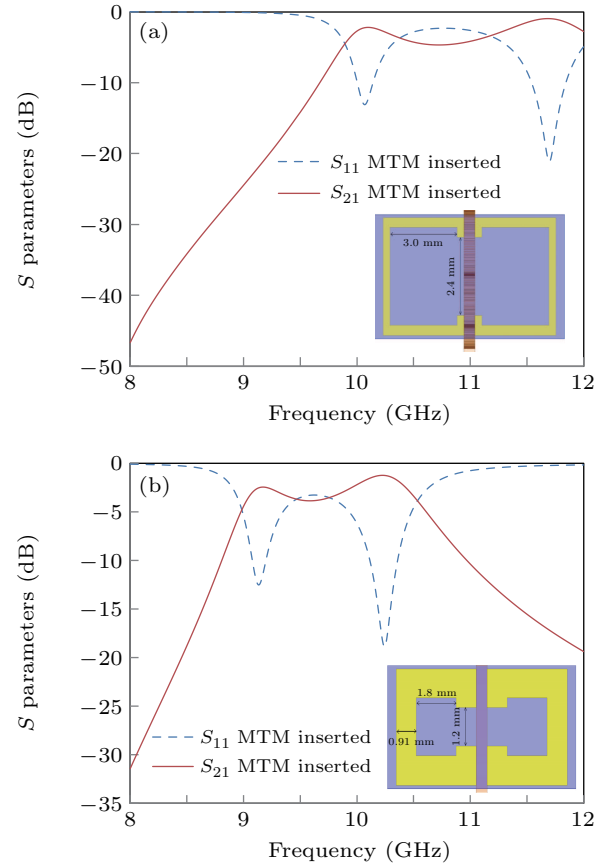 (a)
0
−10
−20
−30
−40
−50
S parameters (dB)
S11 MTM inserted
S21 MTM inserted
3.0 mm
2.4 mm
8
9
10
11
12
Frequency (GHz)
(b)
0
−5
−10
−15
−20
−25
−30
−35
S parameters (dB)
1.8 mm
1.2 mm
0.91 mm
S11 MTM inserted
S21 MTM inserted
8
9
10
11
12
Frequency (GHz)